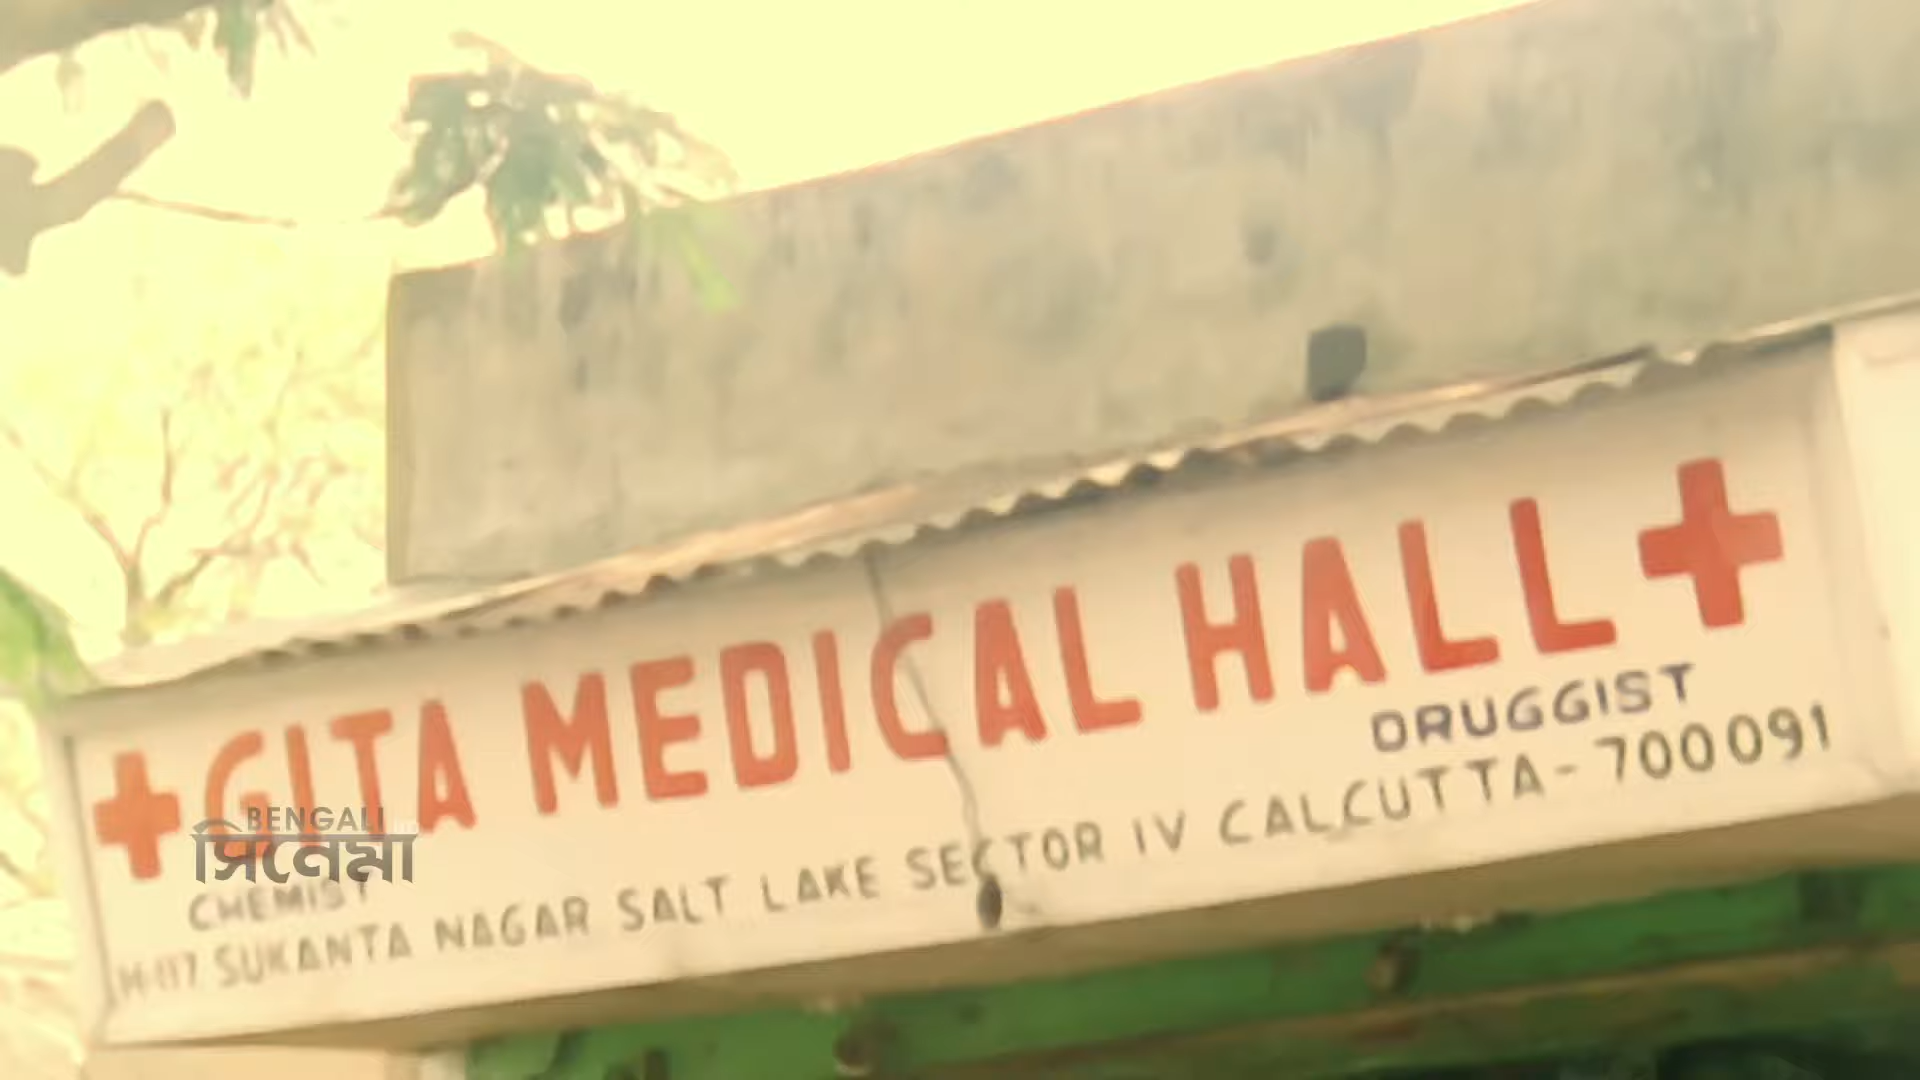 + GITA MEDICAL HALL +
CHEMIST
DRUGGIST
H-117 SUKANTA NAGAR SALT LAKE SECTOR IV CALCUTTA-700091
BENGALI
সিনেমা